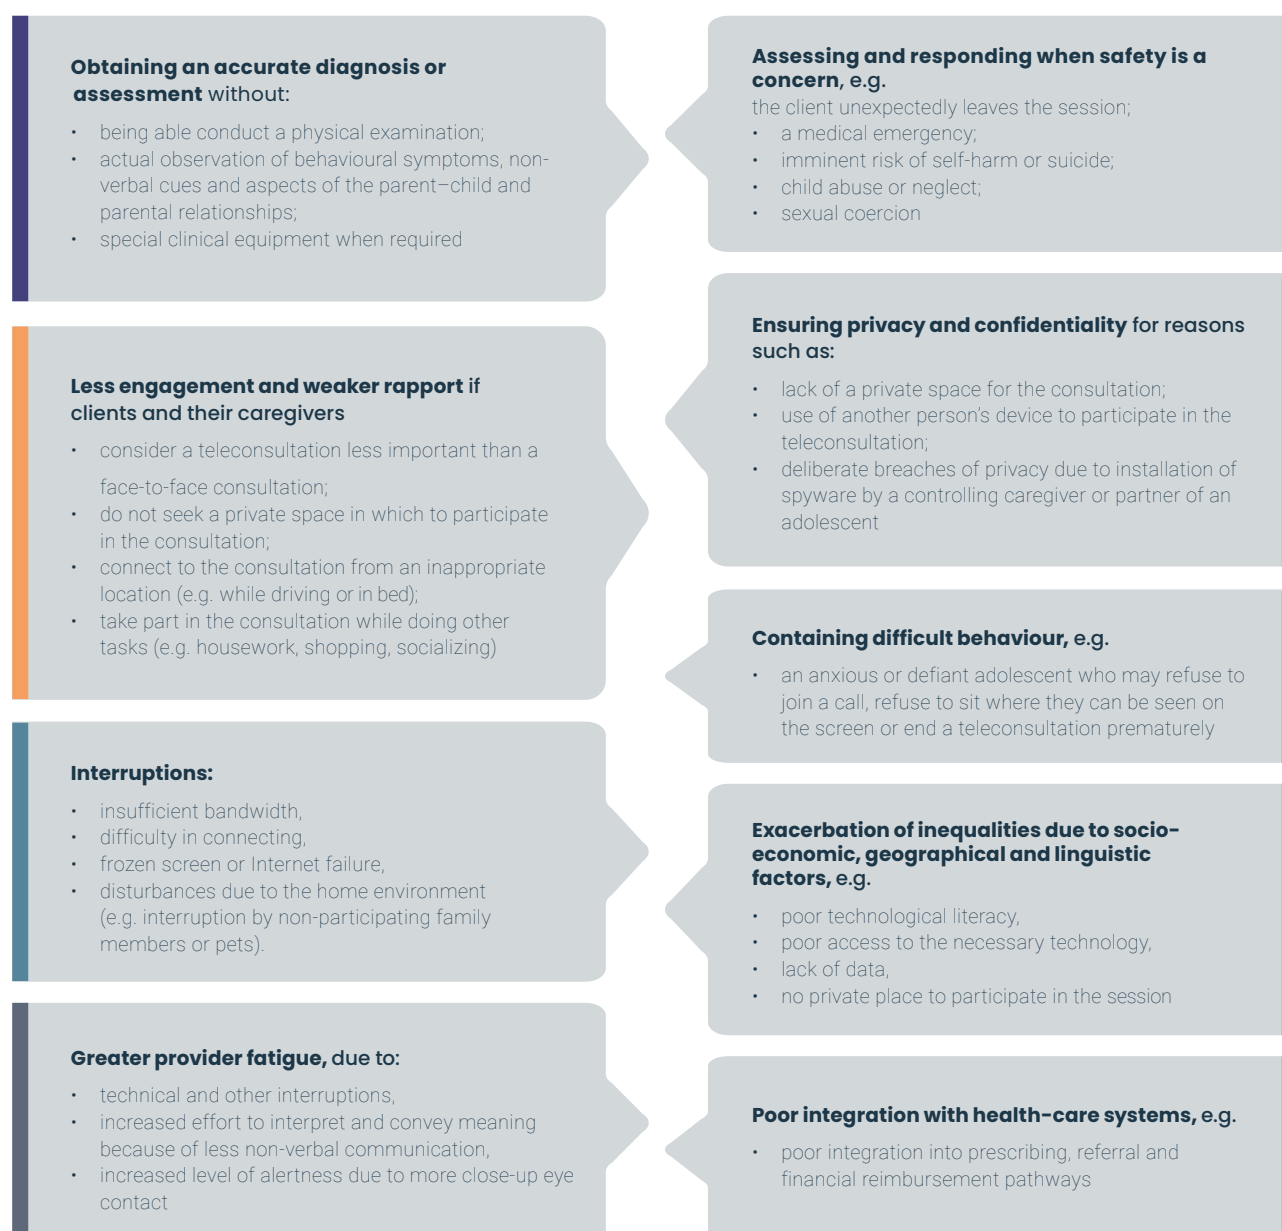 Obtaining an accurate diagnosis or
assessment without:
• being able conduct a physical examination;
• actual observation of behavioural symptoms, non-
verbal cues and aspects of the parent–child and
parental relationships;
• special clinical equipment when required
Less engagement and weaker rapport if
clients and their caregivers
• consider a teleconsultation less important than a
face-to-face consultation;
• do not seek a private space in which to participate
in the consultation;
• connect to the consultation from an inappropriate
location (e.g. while driving or in bed);
• take part in the consultation while doing other
tasks (e.g. housework, shopping, socializing)
Interruptions:
• insufficient bandwidth,
• difficulty in connecting,
• frozen screen or Internet failure,
• disturbances due to the home environment
(e.g. interruption by non-participating family
members or pets).
Greater provider fatigue, due to:
• technical and other interruptions,
• increased effort to interpret and convey meaning
because of less non-verbal communication,
• increased level of alertness due to more close-up eye
contact
Assessing and responding when safety is a
concern, e.g.
the client unexpectedly leaves the session;
• a medical emergency;
• imminent risk of self-harm or suicide;
• child abuse or neglect;
• sexual coercion
Ensuring privacy and confidentiality for reasons
such as:
• lack of a private space for the consultation;
• use of another person's device to participate in the
teleconsultation;
• deliberate breaches of privacy due to installation of
spyware by a controlling caregiver or partner of an
adolescent
Containing difficult behaviour, e.g.
• an anxious or defiant adolescent who may refuse to
join a call, refuse to sit where they can be seen on
the screen or end a teleconsultation prematurely
Exacerbation of inequalities due to socio-
economic, geographical and linguistic
factors, e.g.
• poor technological literacy,
• poor access to the necessary technology,
• lack of data,
• no private place to participate in the session
Poor integration with health-care systems, e.g.
• poor integration into prescribing, referral and
financial reimbursement pathways